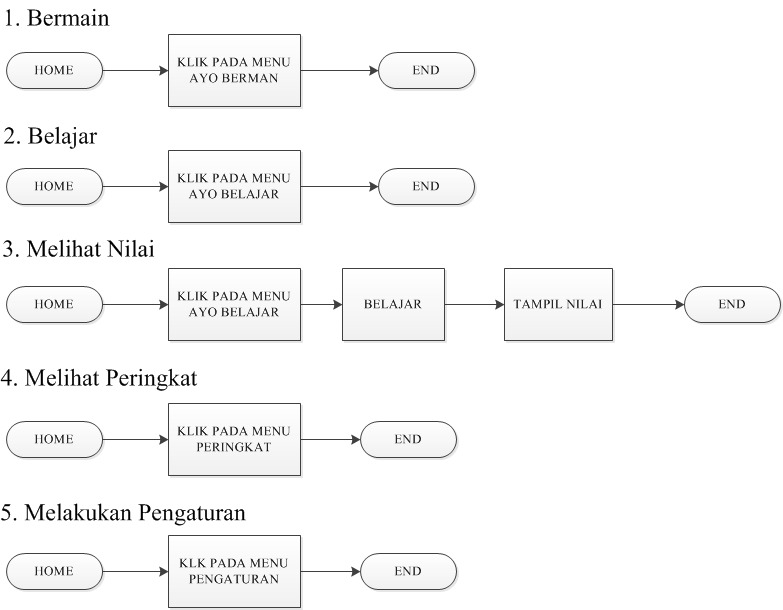 1. Bermain
HOME
KLIK PADA MENU
AYO BERMAN
END
2. Belajar
HOME
KLIK PADA MENU
AYO BELAJAR
END
3. Melihat Nilai
HOME
KLIK PADA MENU
AYO BELAJAR
BELAJAR
TAMPIL NILAI
END
4. Melihat Peringkat
HOME
KLIK PADA MENU
PERINGKAT
END
5. Melakukan Pengaturan
HOME
KLK PADA MENU
PENGATURAN
END